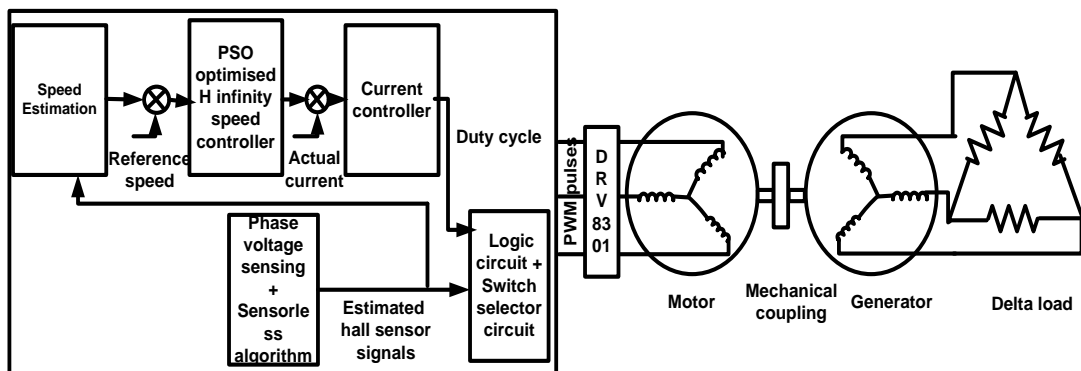 Speed
Estimation
PSO
optimised
H infinity
speed
controller
Current
controller
Reference
speed
Actual
current
Duty cycle
Phase
voltage
sensing
+
Sensorle
ss
algorithm
Estimated
hall sensor
signals
Logic
circuit +
Switch
selector
circuit
PWM pulses
D
R
V
83
01
Motor
Mechanical
coupling
Generator
Delta load